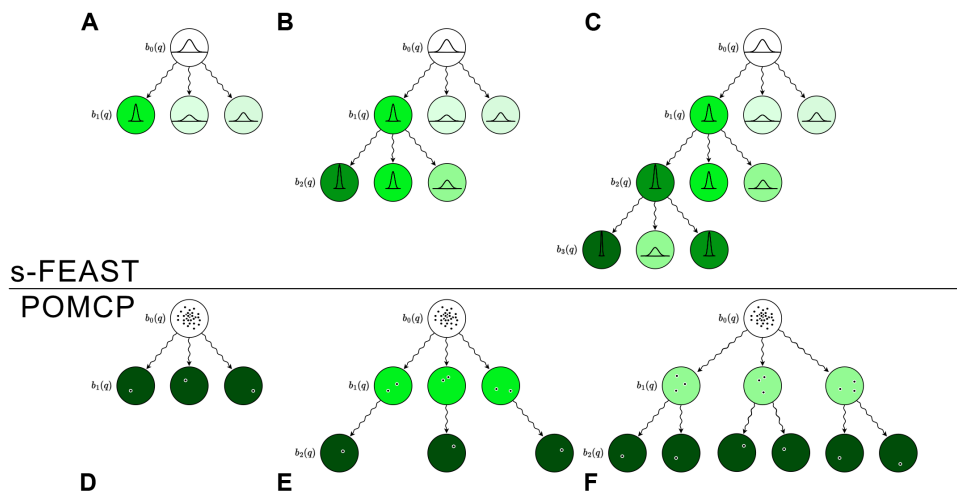 A
B
C
b₀(q)
b₀(q)
b₀(q)
b₁(q)
b₁(q)
b₁(q)
b₂(q)
b₂(q)
b₃(q)
s-FEAST
POMCP
b₀(q)
b₀(q)
b₀(q)
b₁(q)
b₁(q)
b₁(q)
b₂(q)
b₂(q)
D
E
F